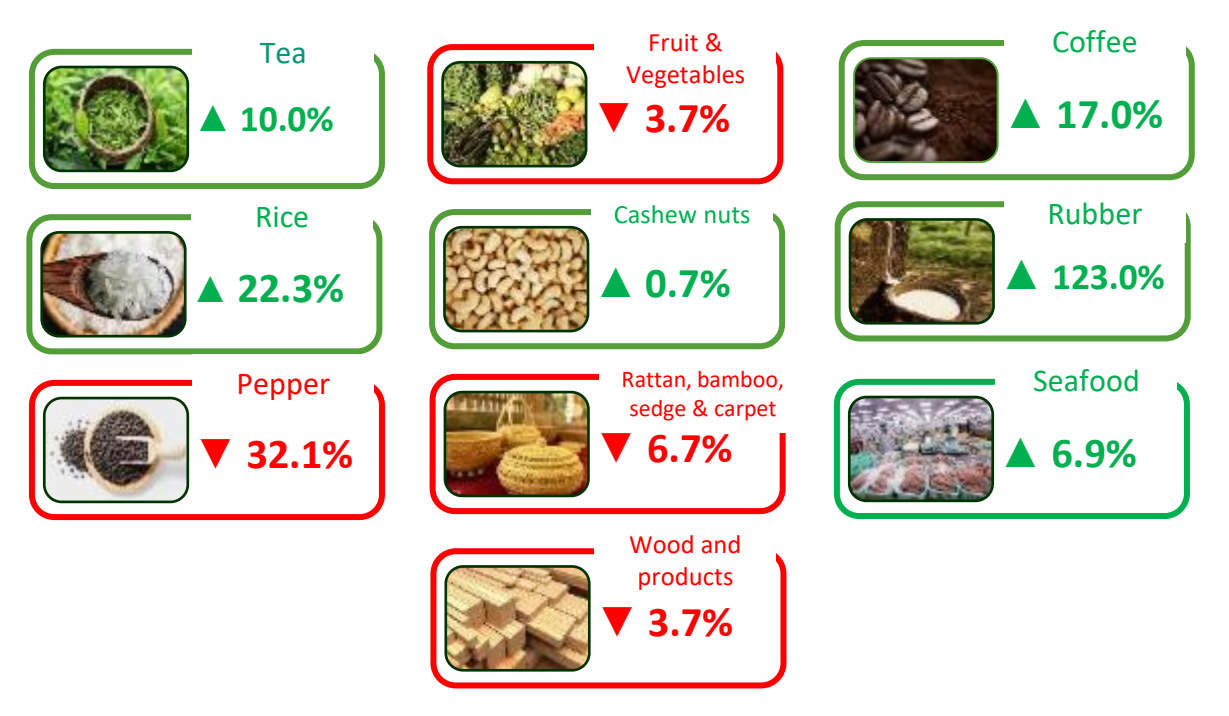 Tea
▲ 10.0%
Fruit &
Vegetables
▼ 3.7%
Coffee
▲ 17.0%
Rice
▲ 22.3%
Cashew nuts
▲ 0.7%
Rubber
▲ 123.0%
Pepper
▼ 32.1%
Rattan, bamboo,
sedge & carpet
▼ 6.7%
Seafood
▲ 6.9%
Wood and
products
▼ 3.7%